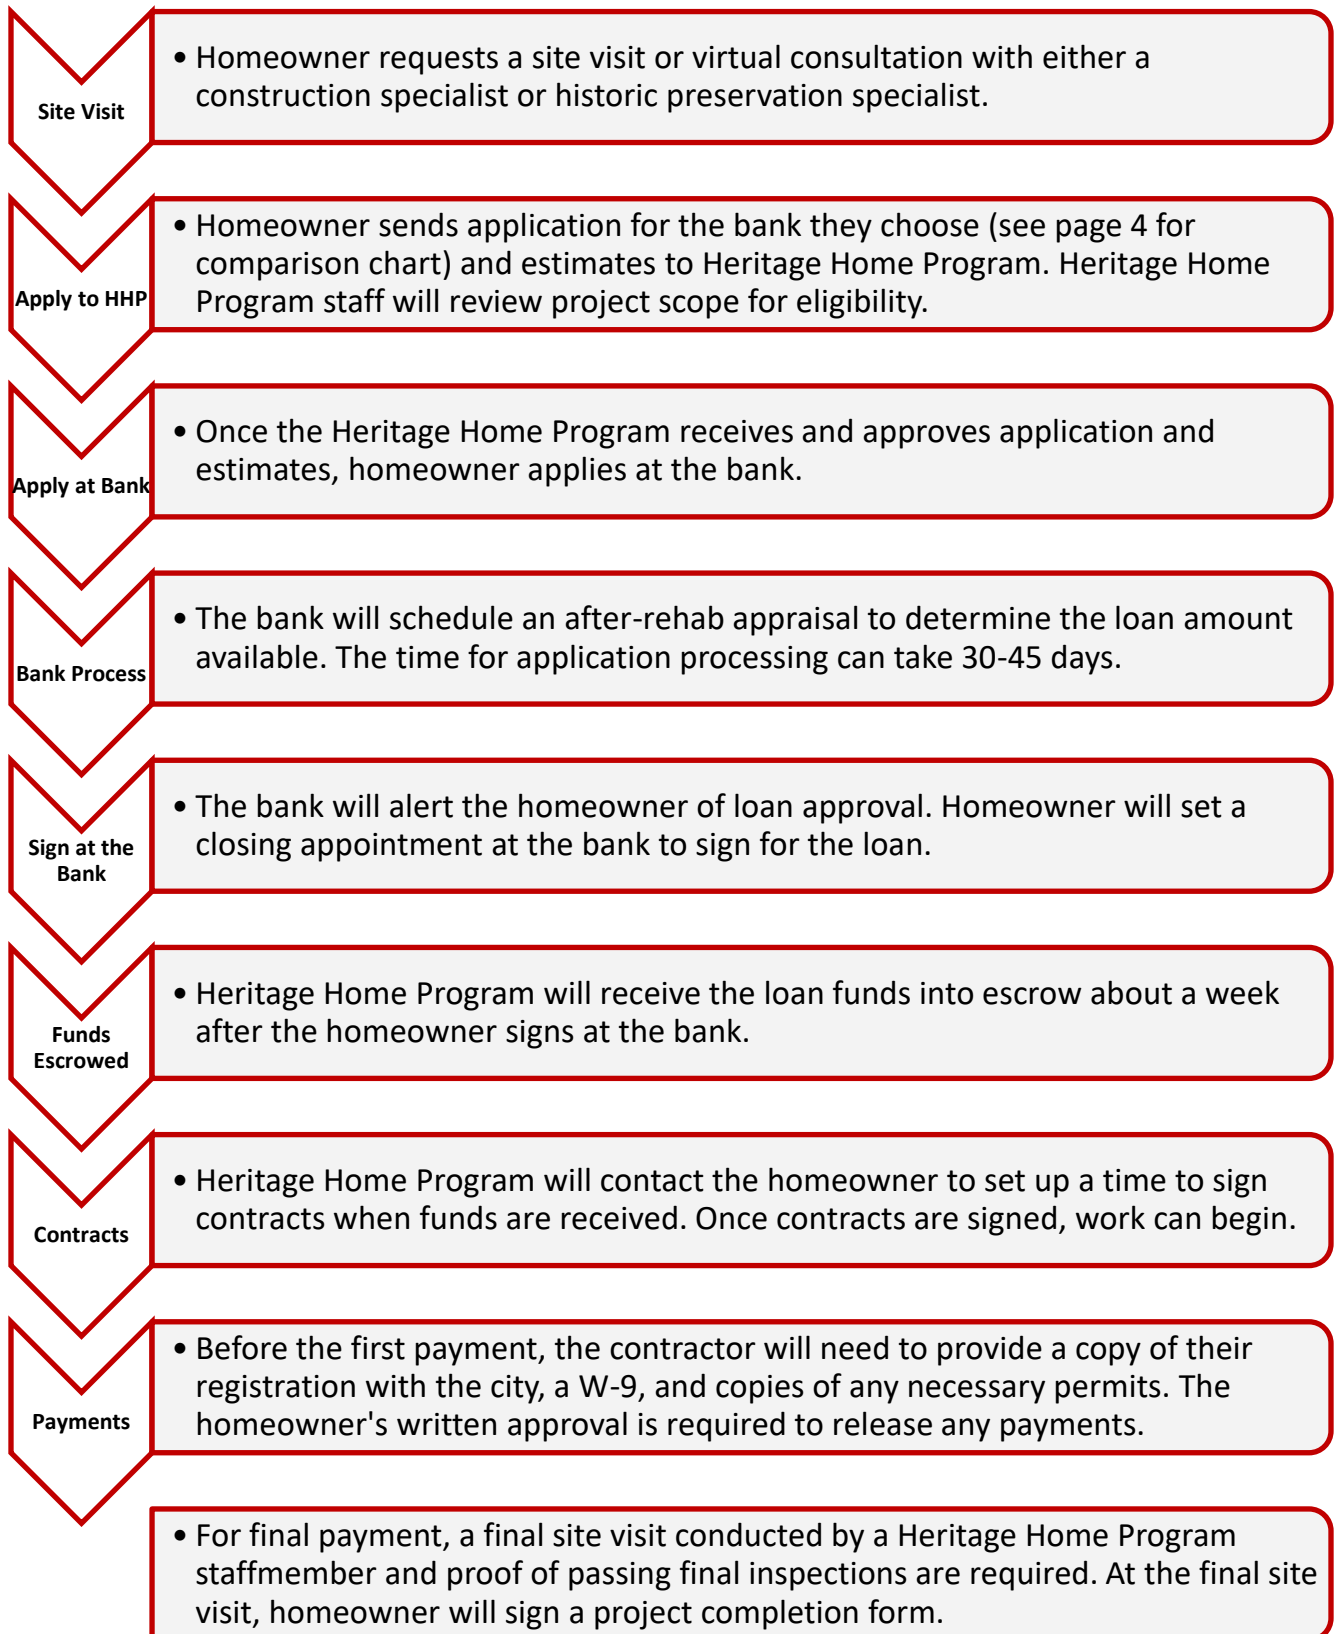 Site Visit
• Homeowner requests a site visit or virtual consultation with either a
construction specialist or historic preservation specialist.
Apply to HHP
• Homeowner sends application for the bank they choose (see page 4 for
comparison chart) and estimates to Heritage Home Program. Heritage Home
Program staff will review project scope for eligibility.
Apply at Bank
• Once the Heritage Home Program receives and approves application and
estimates, homeowner applies at the bank.
Bank Process
• The bank will schedule an after-rehab appraisal to determine the loan amount
available. The time for application processing can take 30-45 days.
Sign at the
Bank
• The bank will alert the homeowner of loan approval. Homeowner will set a
closing appointment at the bank to sign for the loan.
Funds
Escrowed
• Heritage Home Program will receive the loan funds into escrow about a week
after the homeowner signs at the bank.
Contracts
• Heritage Home Program will contact the homeowner to set up a time to sign
contracts when funds are received. Once contracts are signed, work can begin.
Payments
• Before the first payment, the contractor will need to provide a copy of their
registration with the city, a W-9, and copies of any necessary permits. The
homeowner's written approval is required to release any payments.
• For final payment, a final site visit conducted by a Heritage Home Program
staffmember and proof of passing final inspections are required. At the final site
visit, homeowner will sign a project completion form.